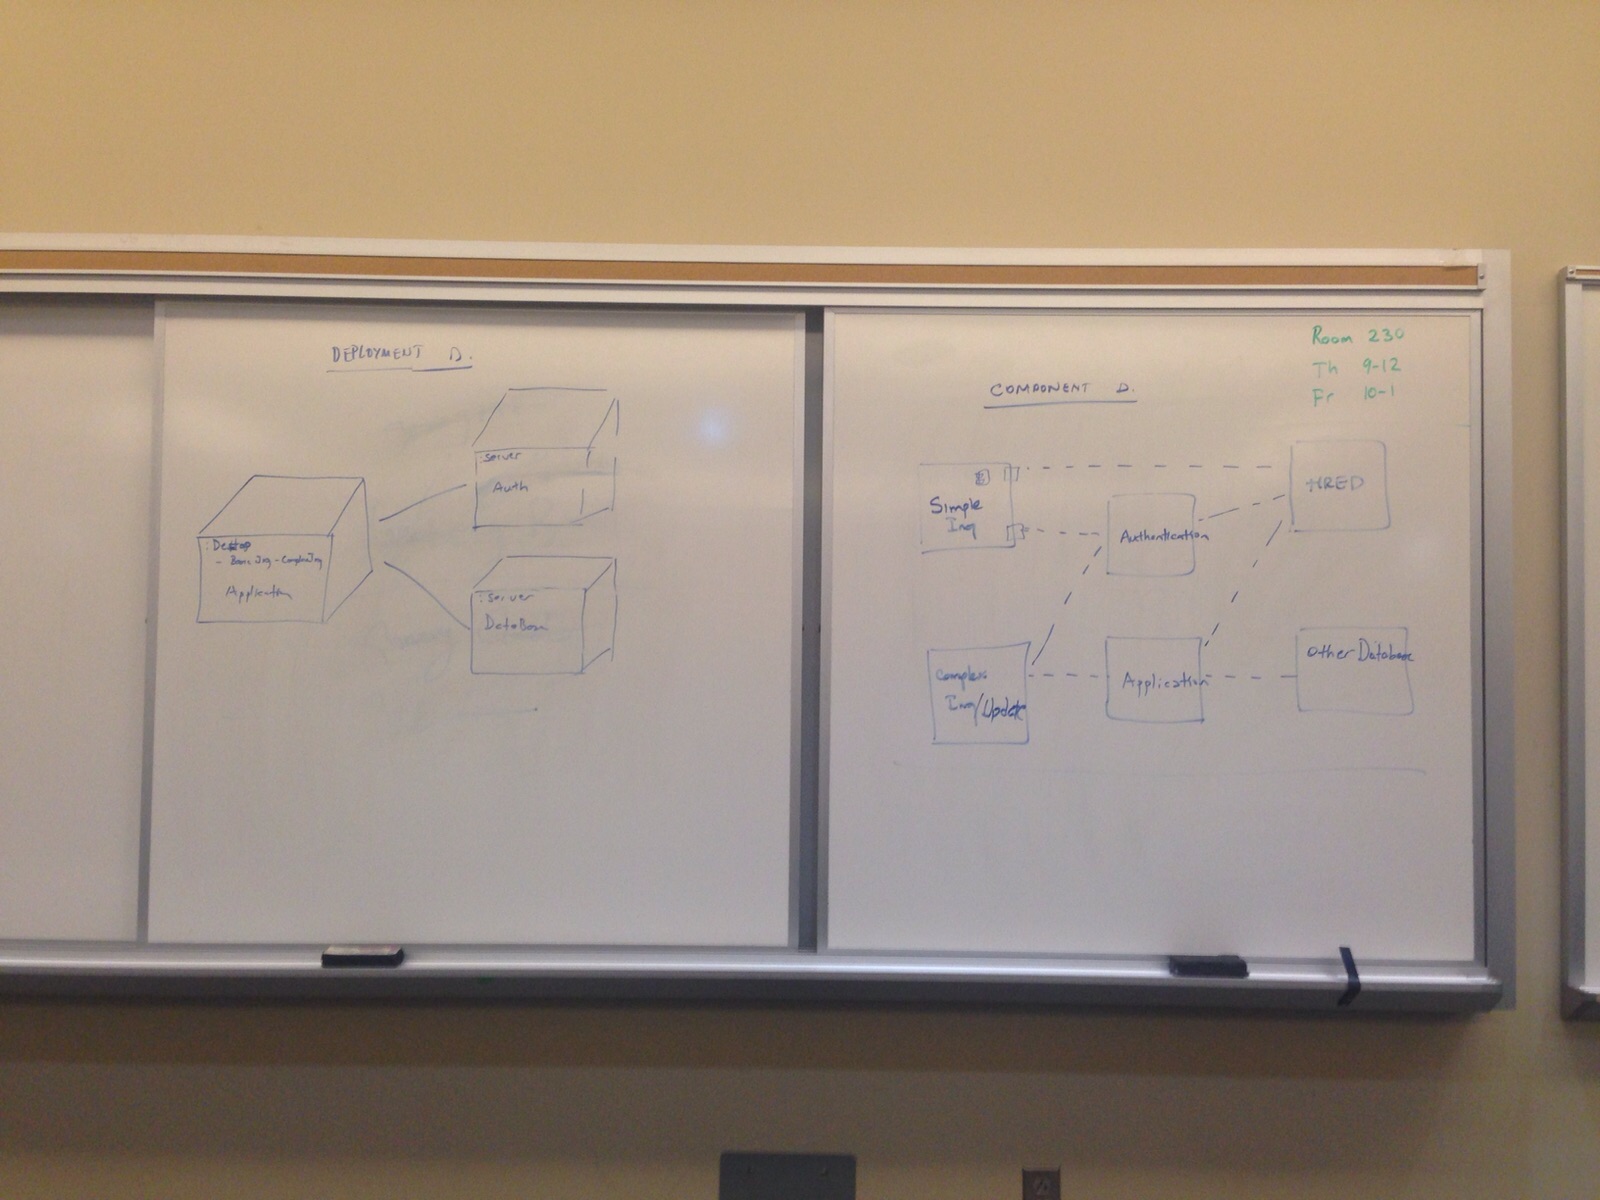 DEPLOYMENT D.
:Server
Auth
:Desktop
- Basic Inq - Complex Inq
Application
:Server
DataBase
Room 230
Th 9-12
Fr 10-1
COMPONENT D.
Simple
Inq
Authentication
HRED
Complex
Inq/Update
Application
Other Database